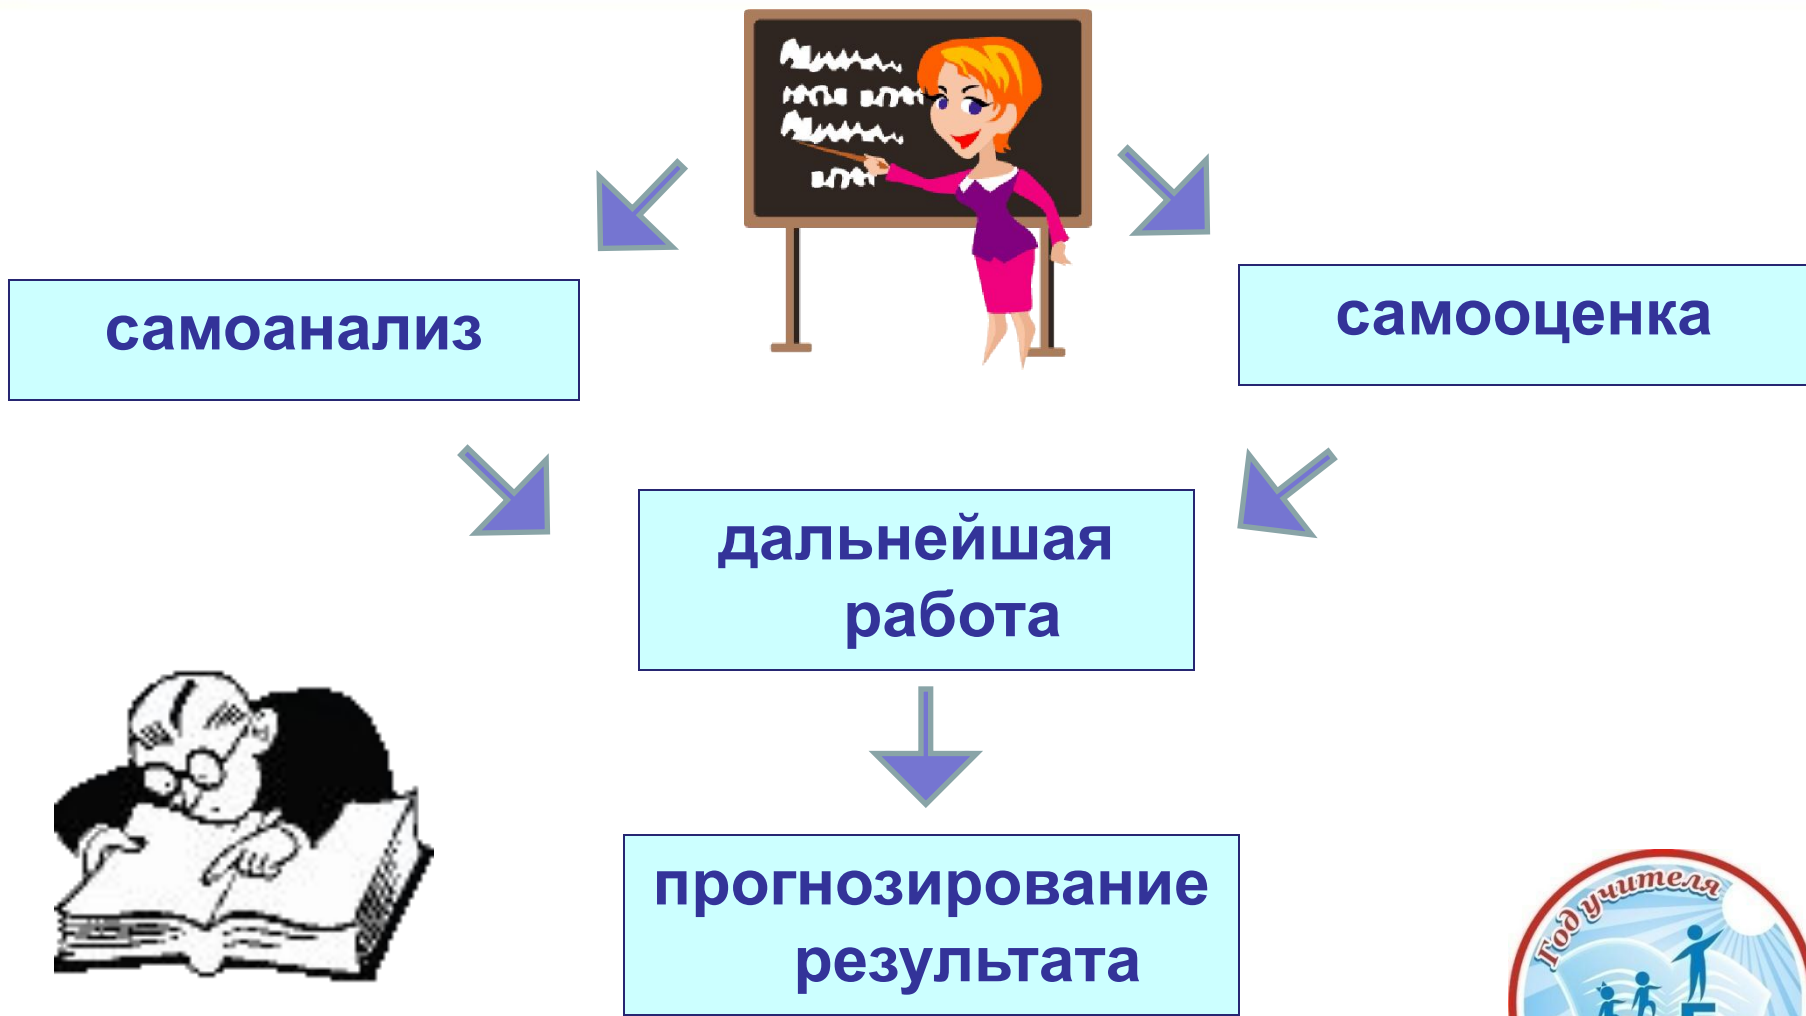 самоанализ
самооценка
дальнейшая
работа
прогнозирование
результата
Год учителя